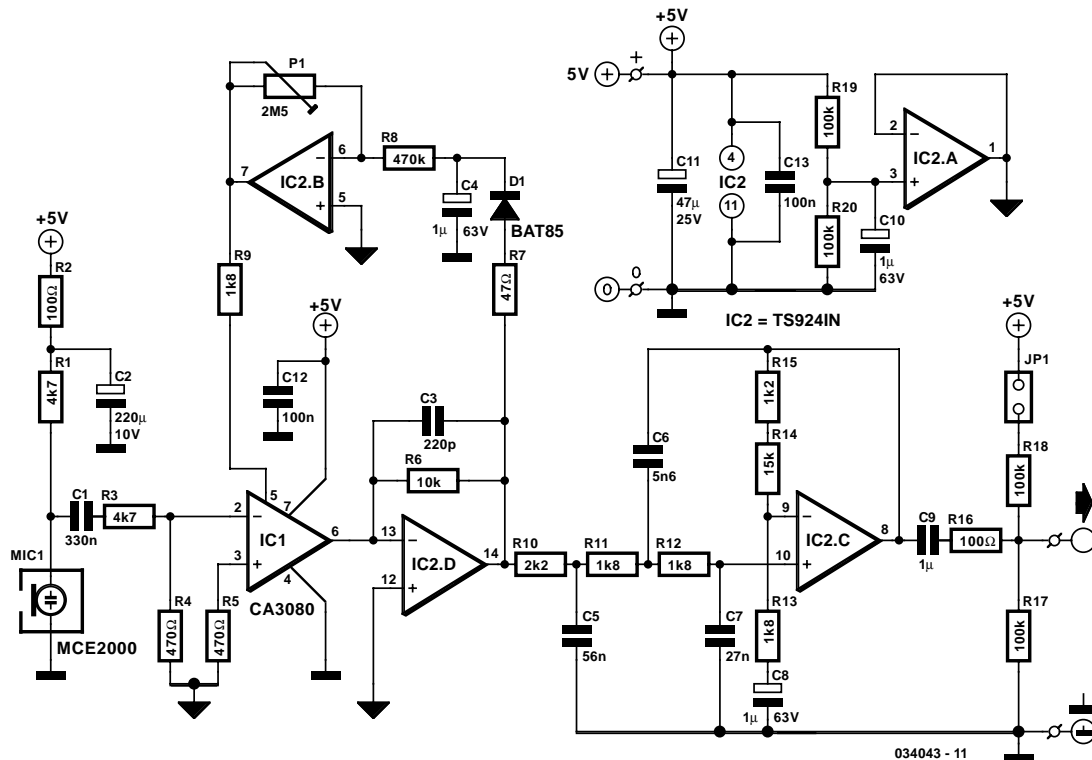 +5V
P1
2M5
R8
470k
6
7
IC2.B
5
C4
1µ
63V
D1
BAT85
R7
47Ω
R9
1k8
+5V
R2
100Ω
R1
4k7
C2
220µ
10V
+5V
C12
100n
C3
220p
R6
10k
C1
330n
R3
4k7
MIC1
MCE2000
R4
470Ω
R5
470Ω
2
3
5
7
IC1
6
4
CA3080
13
12
IC2.D
14
R10
2k2
R11
1k8
R12
1k8
C5
56n
C6
5n6
C7
27n
R15
1k2
R14
15k
9
10
IC2.C
8
R13
1k8
C8
1µ
63V
C9
1µ
R16
100Ω
+5V
JP1
R18
100k
R17
100k
5V
+
+5V
0
0
C11
47µ
25V
4
IC2
11
C13
100n
R19
100k
R20
100k
C10
1µ
63V
2
3
IC2.A
1
IC2 = TS924IN
034043 - 11